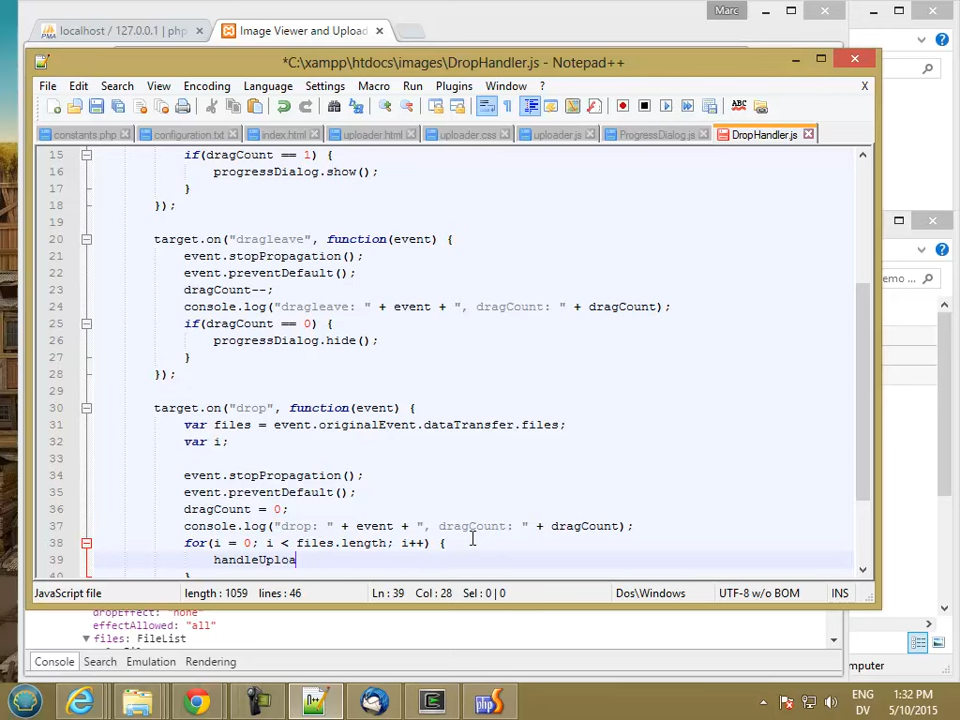 Marc
localhost / 127.0.0.1 | php
Image Viewer and Upload
*C:\xampp\htdocs\images\DropHandler.js - Notepad++
File Edit Search View Encoding Language Settings Macro Run Plugins Window ? X
constants.php configuration.txt index.html uploader.html uploader.css uploader.js ProgressDialog.js DropHandler.js
15 if(dragCount == 1) {
16 progressDialog.show();
17 }
18 });
19
20 target.on("dragleave", function(event) {
21 event.stopPropagation();
22 event.preventDefault();
23 dragCount--;
24 console.log("dragleave: " + event + ", dragCount: " + dragCount);
25 if(dragCount == 0) {
26 progressDialog.hide();
27 }
28 });
29
30 target.on("drop", function(event) {
31 var files = event.originalEvent.dataTransfer.files;
32 var i;
33
34 event.stopPropagation();
35 event.preventDefault();
36 dragCount = 0;
37 console.log("drop: " + event + ", dragCount: " + dragCount);
38 for(i = 0; i < files.length; i++) {
39 handleUploa
40 }
JavaScript file length : 1059 lines : 46 Ln : 39 Col : 28 Sel : 0 | 0 Dos\Windows UTF-8 w/o BOM INS
dropEffect: "none"
effectAllowed: "all"
files: FileList
Console Search Emulation Rendering
emo ...
mputer
ENG
DV
1:32 PM
5/10/2015